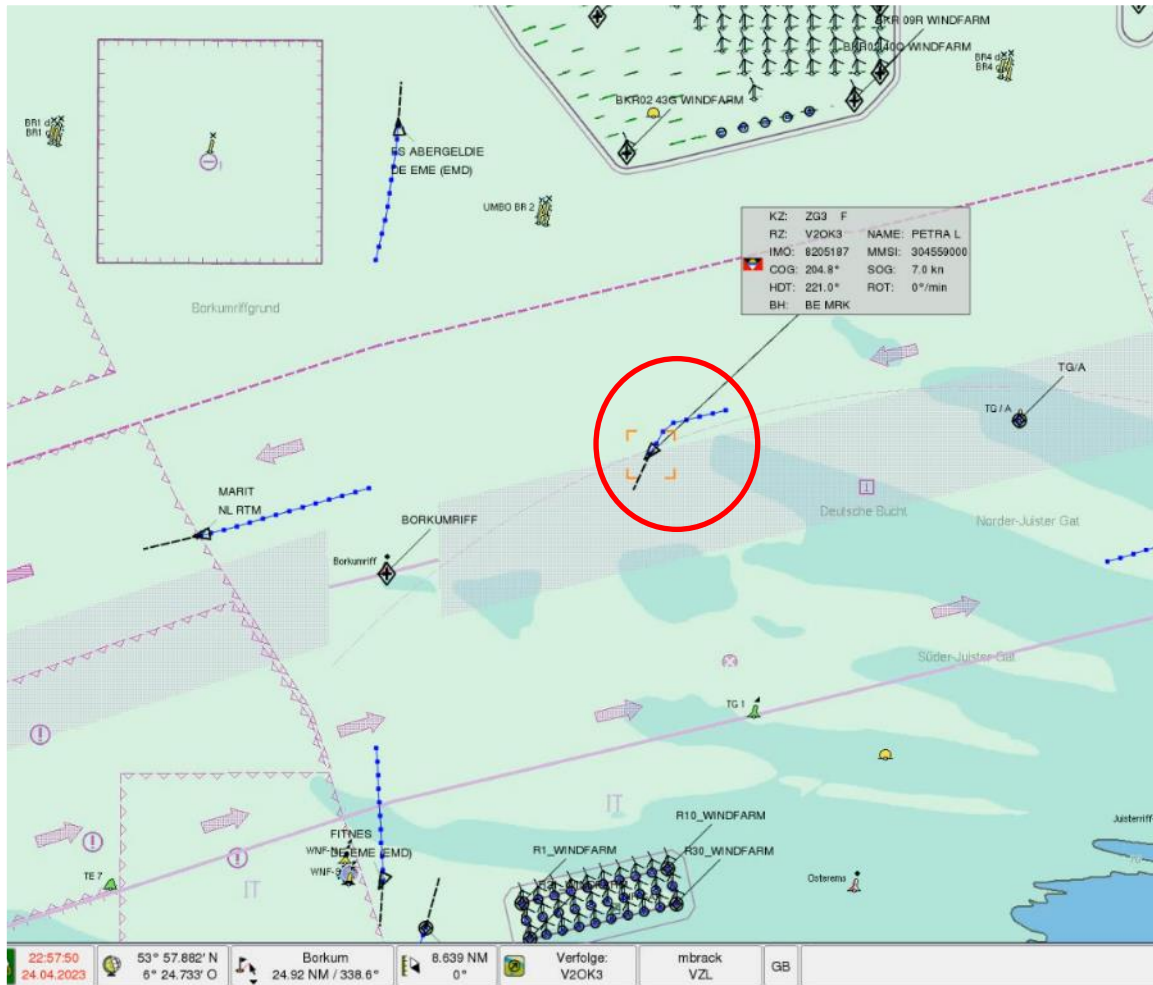 BKR 09R WINDFARM
BKR02 40Q WINDFARM
BR4 d
BR4 d
BKR02 43G WINDFARM
BR1 d
BR1 d
ES ABERGELDIE
DE EME (EMD)
UMBO BR 2
KZ: ZG3 F
RZ: V2OK3 NAME: PETRA L
IMO: 8205187 MMSI: 304559000
COG: 204.8° SOG: 7.0 kn
HDT: 221.0° ROT: 0°/min
BH: BE MRK
Borkumriffgrund
TG/A
TG / A
MARIT
NL RTM
1
Deutsche Bucht
Norder-Juister Gat
BORKUMRIFF
Borkumriff
Süder-Juister Gat
TG 1
IT
Juisterriff-
R10_WINDFARM
FITNES
DE EME (EMD)
R1_WINDFARM
R30_WINDFARM
TE 7
IT
Osterems
22:57:50
24.04.2023
53° 57.882' N
6° 24.733' O
Borkum
24.92 NM / 338.6°
8.639 NM
0°
Verfolge:
V2OK3
mbrack
VZL
GB